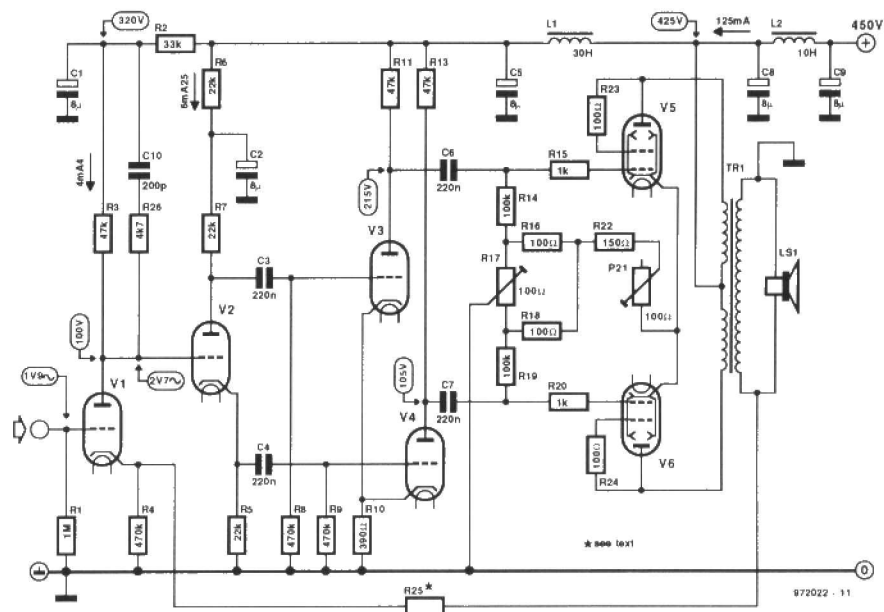 320V
R2
33k
C1
8µ
4mA4
C10
200p
R3
47k
R26
4k7
6mA25
R6
22k
C2
8µ
R7
22k
C3
220n
100V
1V9
2V7
V1
V2
R1
1M
R4
470k
C4
220n
R5
22k
R8
470k
R9
470k
R10
390Ω
R11
47k
R13
47k
215V
V3
105V
V4
C6
220n
C7
220n
C5
8µ
L1
30H
425V
125mA
L2
10H
450V
C8
8µ
C9
8µ
R23
100Ω
V5
R15
1k
R14
100k
R16
100Ω
R22
150Ω
R17
100Ω
P21
100Ω
R18
100Ω
R19
100k
R20
1k
V6
R24
100Ω
TR1
LS1
* see text
R25 *
0
972022 - 11